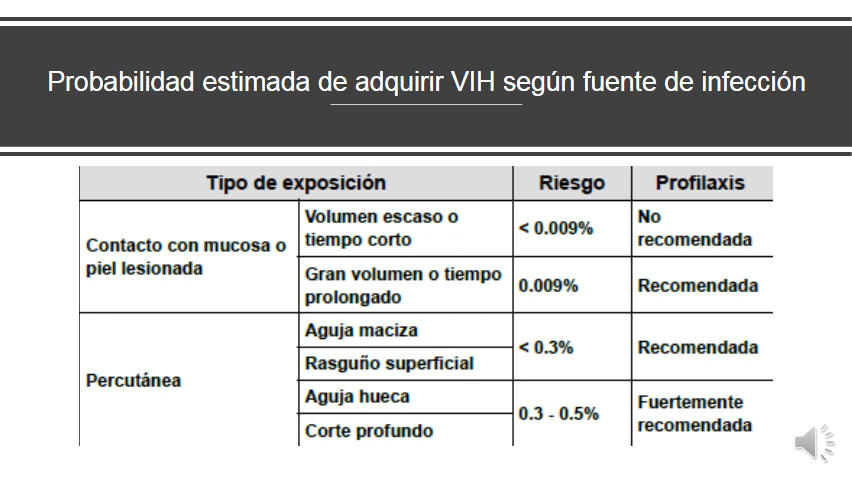 Probabilidad estimada de adquirir VIH según fuente de infección
Tipo de exposición Riesgo Profilaxis
Contacto con mucosa o
piel lesionada
Volumen escaso o
tiempo corto
< 0.009%
No
recomendada
Gran volumen o tiempo
prolongado
0.009%
Recomendada
Percutánea
Aguja maciza
Rasguño superficial
< 0.3%
Recomendada
Aguja hueca
Corte profundo
0.3 - 0.5%
Fuertemente
recomendada